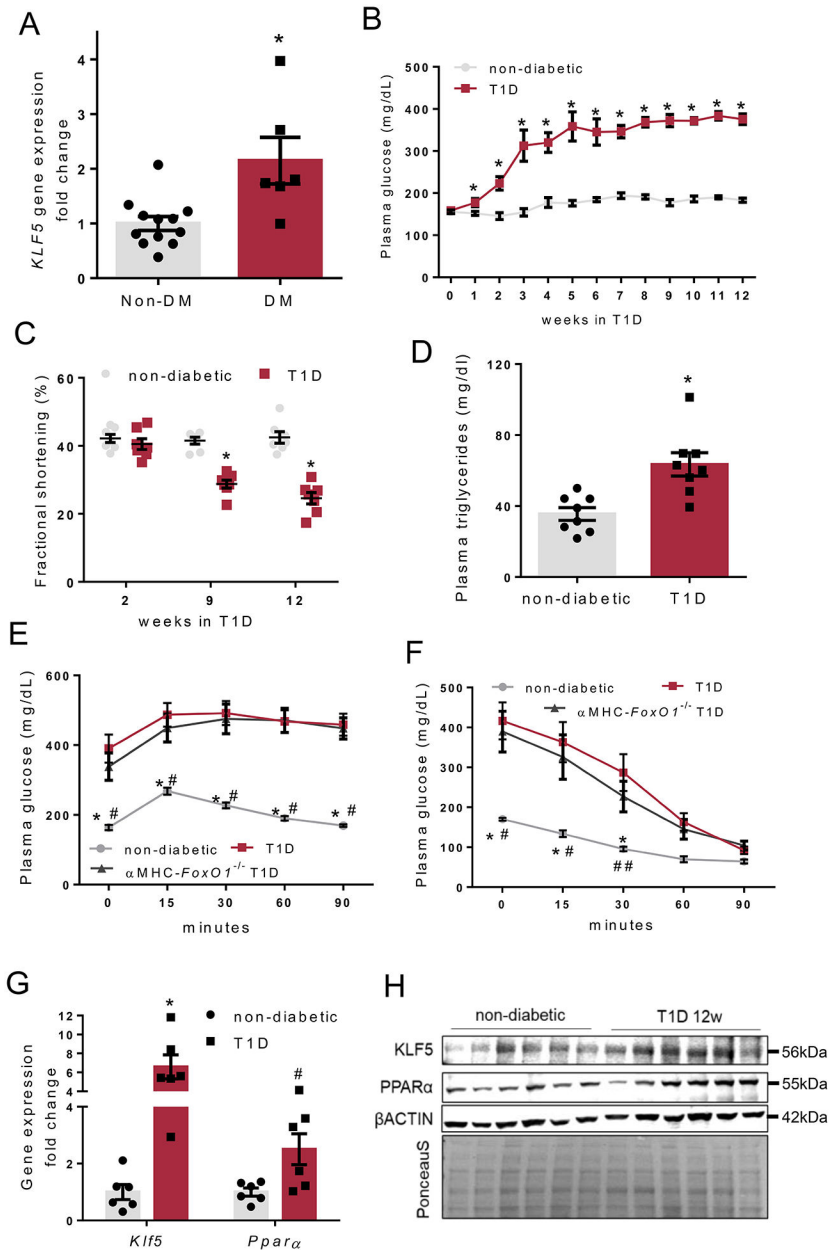 A
KLF5 gene expression
fold change
4
3
2
1
0
*
Non-DM
DM
B
Plasma glucose (mg/dL)
non-diabetic
T1D
500
400
300
200
100
0
* * * * * * * * * * * *
0 1 2 3 4 5 6 7 8 9 10 11 12
weeks in T1D
C
Fractional shortening (%)
non-diabetic
T1D
60
40
20
0
*
*
2 9 12
weeks in T1D
D
Plasma triglycerides (mg/dl)
120
80
40
0
*
non-diabetic
T1D
E
Plasma glucose (mg/dL)
600
400
200
0
* # * # * # * # * #
non-diabetic
T1D
αMHC-FoxO1-/- T1D
0 15 30 60 90
minutes
F
Plasma glucose (mg/dL)
non-diabetic
T1D
αMHC-FoxO1-/- T1D
500
400
300
200
100
0
* # * # *
##
0 15 30 60 90
minutes
G
Gene expression
fold change
non-diabetic
T1D
12
10
8
6
4
4
2
0
*
#
Klf5
Pparα
H
non-diabetic
T1D 12w
KLF5
56kDa
PPARα
55kDa
βACTIN
42kDa
PonceauS